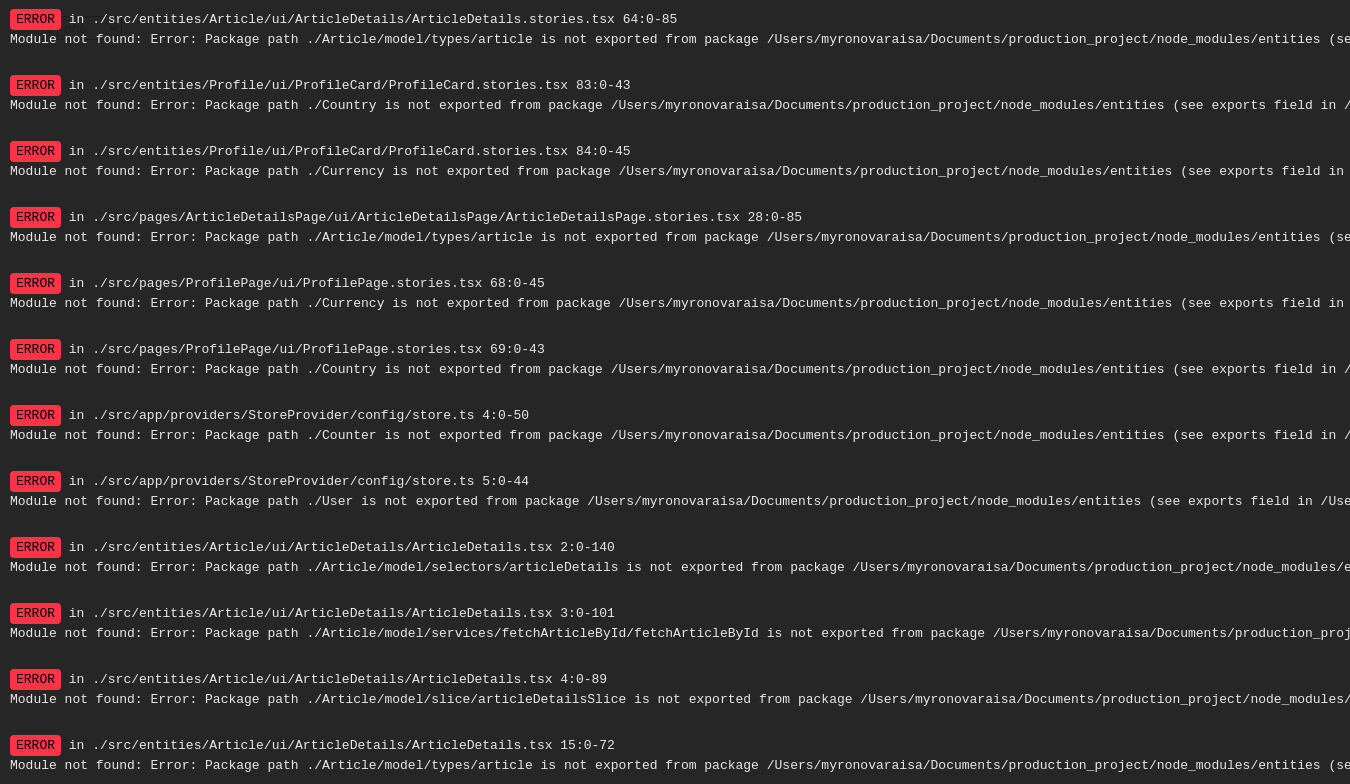 ERROR in ./src/entities/Article/ui/ArticleDetails/ArticleDetails.stories.tsx 64:0-85
Module not found: Error: Package path ./Article/model/types/article is not exported from package /Users/myronovaraisa/Documents/production_project/node_modules/entities (se
ERROR in ./src/entities/Profile/ui/ProfileCard/ProfileCard.stories.tsx 83:0-43
Module not found: Error: Package path ./Country is not exported from package /Users/myronovaraisa/Documents/production_project/node_modules/entities (see exports field in /
ERROR in ./src/entities/Profile/ui/ProfileCard/ProfileCard.stories.tsx 84:0-45
Module not found: Error: Package path ./Currency is not exported from package /Users/myronovaraisa/Documents/production_project/node_modules/entities (see exports field in
ERROR in ./src/pages/ArticleDetailsPage/ui/ArticleDetailsPage/ArticleDetailsPage.stories.tsx 28:0-85
Module not found: Error: Package path ./Article/model/types/article is not exported from package /Users/myronovaraisa/Documents/production_project/node_modules/entities (se
ERROR in ./src/pages/ProfilePage/ui/ProfilePage.stories.tsx 68:0-45
Module not found: Error: Package path ./Currency is not exported from package /Users/myronovaraisa/Documents/production_project/node_modules/entities (see exports field in
ERROR in ./src/pages/ProfilePage/ui/ProfilePage.stories.tsx 69:0-43
Module not found: Error: Package path ./Country is not exported from package /Users/myronovaraisa/Documents/production_project/node_modules/entities (see exports field in /
ERROR in ./src/app/providers/StoreProvider/config/store.ts 4:0-50
Module not found: Error: Package path ./Counter is not exported from package /Users/myronovaraisa/Documents/production_project/node_modules/entities (see exports field in /
ERROR in ./src/app/providers/StoreProvider/config/store.ts 5:0-44
Module not found: Error: Package path ./User is not exported from package /Users/myronovaraisa/Documents/production_project/node_modules/entities (see exports field in /Use
ERROR in ./src/entities/Article/ui/ArticleDetails/ArticleDetails.tsx 2:0-140
Module not found: Error: Package path ./Article/model/selectors/articleDetails is not exported from package /Users/myronovaraisa/Documents/production_project/node_modules/e
ERROR in ./src/entities/Article/ui/ArticleDetails/ArticleDetails.tsx 3:0-101
Module not found: Error: Package path ./Article/model/services/fetchArticleById/fetchArticleById is not exported from package /Users/myronovaraisa/Documents/production_proj
ERROR in ./src/entities/Article/ui/ArticleDetails/ArticleDetails.tsx 4:0-89
Module not found: Error: Package path ./Article/model/slice/articleDetailsSlice is not exported from package /Users/myronovaraisa/Documents/production_project/node_modules/
ERROR in ./src/entities/Article/ui/ArticleDetails/ArticleDetails.tsx 15:0-72
Module not found: Error: Package path ./Article/model/types/article is not exported from package /Users/myronovaraisa/Documents/production_project/node_modules/entities (se